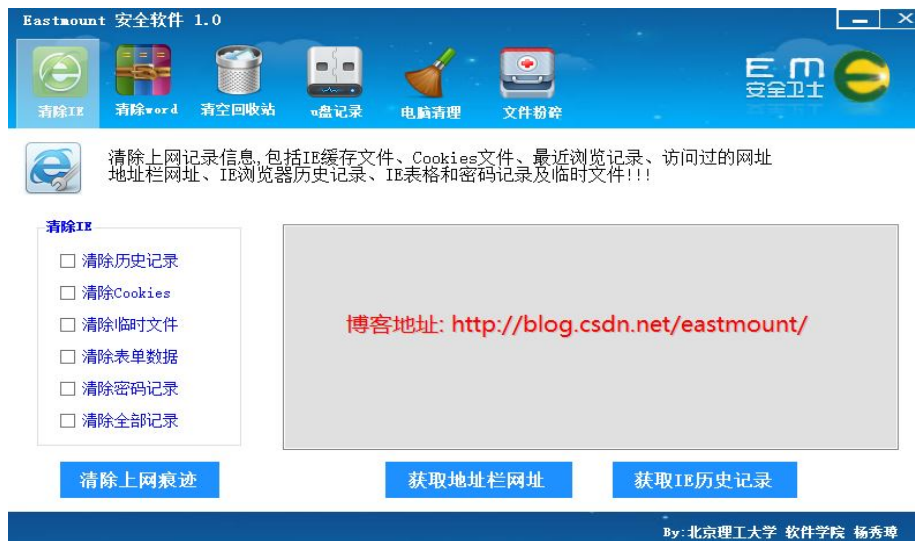 Eastmount 安全软件 1.0
清除IE 清除word 清空回收站 u盘记录 电脑清理 文件粉碎
E m
安全卫士
清除上网记录信息,包括IE缓存文件、Cookies文件、最近浏览记录、访问过的网址
地址栏网址、IE浏览器历史记录、IE表格和密码记录及临时文件!!!
清除IE
清除历史记录
清除Cookies
清除临时文件
清除表单数据
清除密码记录
清除全部记录
博客地址: http://blog.csdn.net/eastmount/
清除上网痕迹 获取地址栏网址 获取IE历史记录
By:北京理工大学 软件学院 杨秀璋